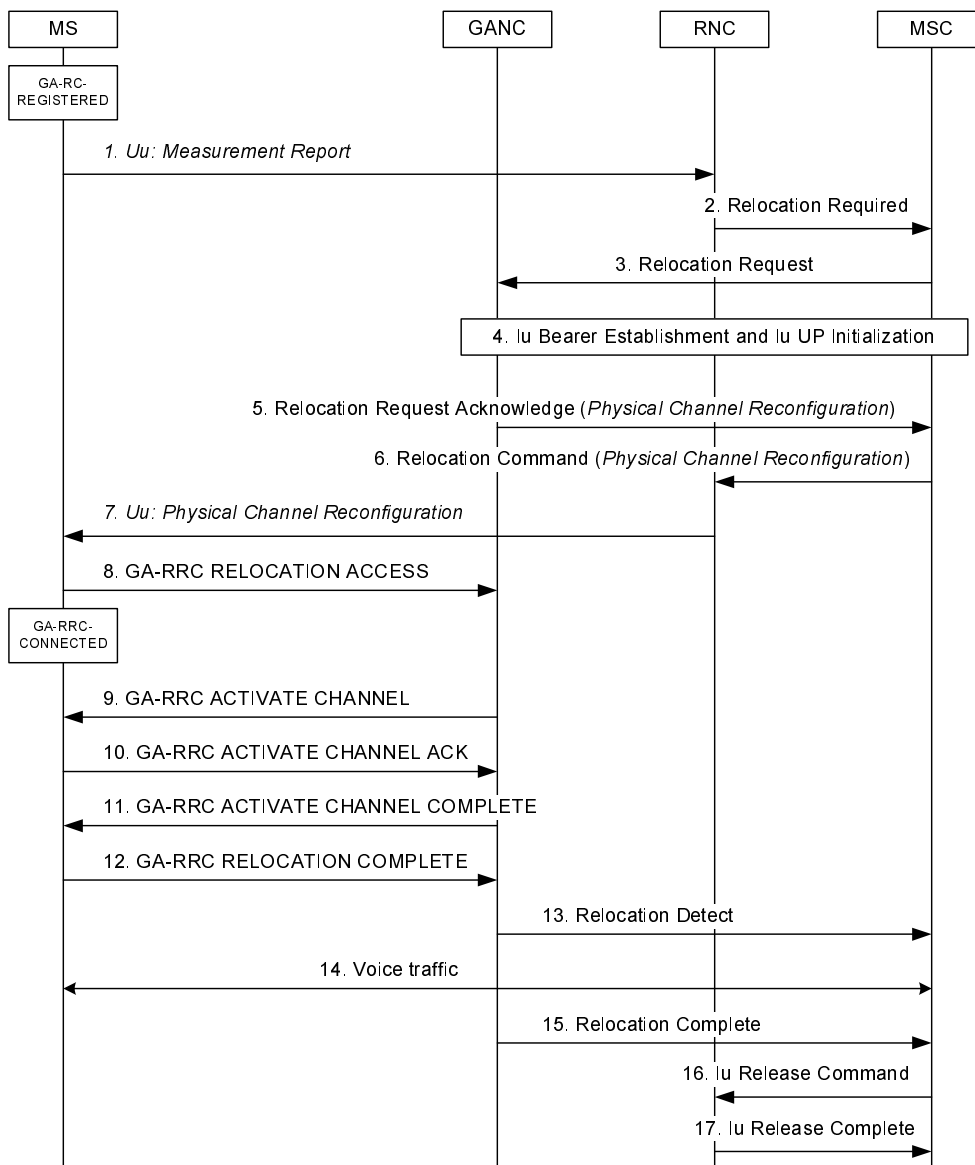 MS
GANC
RNC
MSC
GA-RC-
REGISTERED
1. Uu: Measurement Report
2. Relocation Required
3. Relocation Request
4. Iu Bearer Establishment and Iu UP Initialization
5. Relocation Request Acknowledge (Physical Channel Reconfiguration)
6. Relocation Command (Physical Channel Reconfiguration)
7. Uu: Physical Channel Reconfiguration
8. GA-RRC RELOCATION ACCESS
GA-RRC-
CONNECTED
9. GA-RRC ACTIVATE CHANNEL
10. GA-RRC ACTIVATE CHANNEL ACK
11. GA-RRC ACTIVATE CHANNEL COMPLETE
12. GA-RRC RELOCATION COMPLETE
13. Relocation Detect
14. Voice traffic
15. Relocation Complete
16. Iu Release Command
17. Iu Release Complete